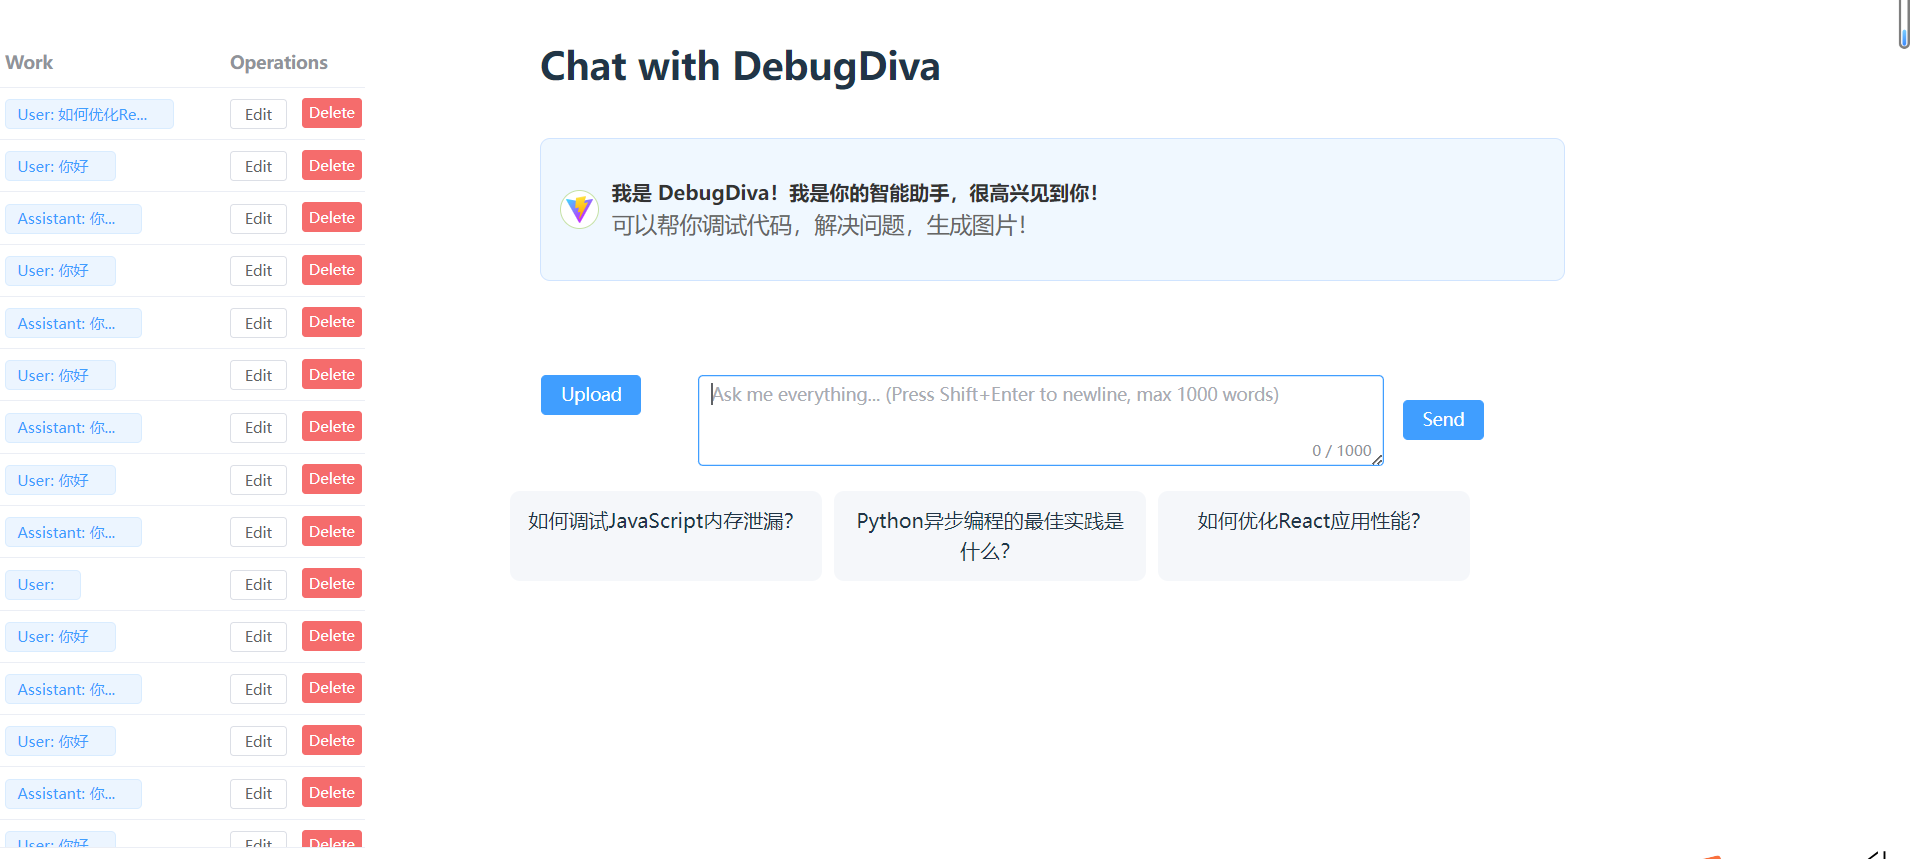 Work Operations
User: 如何优化Re... Edit Delete
User: 你好 Edit Delete
Assistant: 你... Edit Delete
User: 你好 Edit Delete
Assistant: 你... Edit Delete
User: 你好 Edit Delete
Assistant: 你... Edit Delete
User: 你好 Edit Delete
Assistant: 你... Edit Delete
User: Edit Delete
User: 你好 Edit Delete
Assistant: 你... Edit Delete
User: 你好 Edit Delete
Assistant: 你... Edit Delete
User: 你好 Edit Delete
Chat with DebugDiva
我是 DebugDiva！我是你的智能助手，很高兴见到你！
可以帮你调试代码，解决问题，生成图片！
Upload
Ask me everything... (Press Shift+Enter to newline, max 1000 words)
0 / 1000
Send
如何调试JavaScript内存泄漏？
Python异步编程的最佳实践是
什么？
如何优化React应用性能？